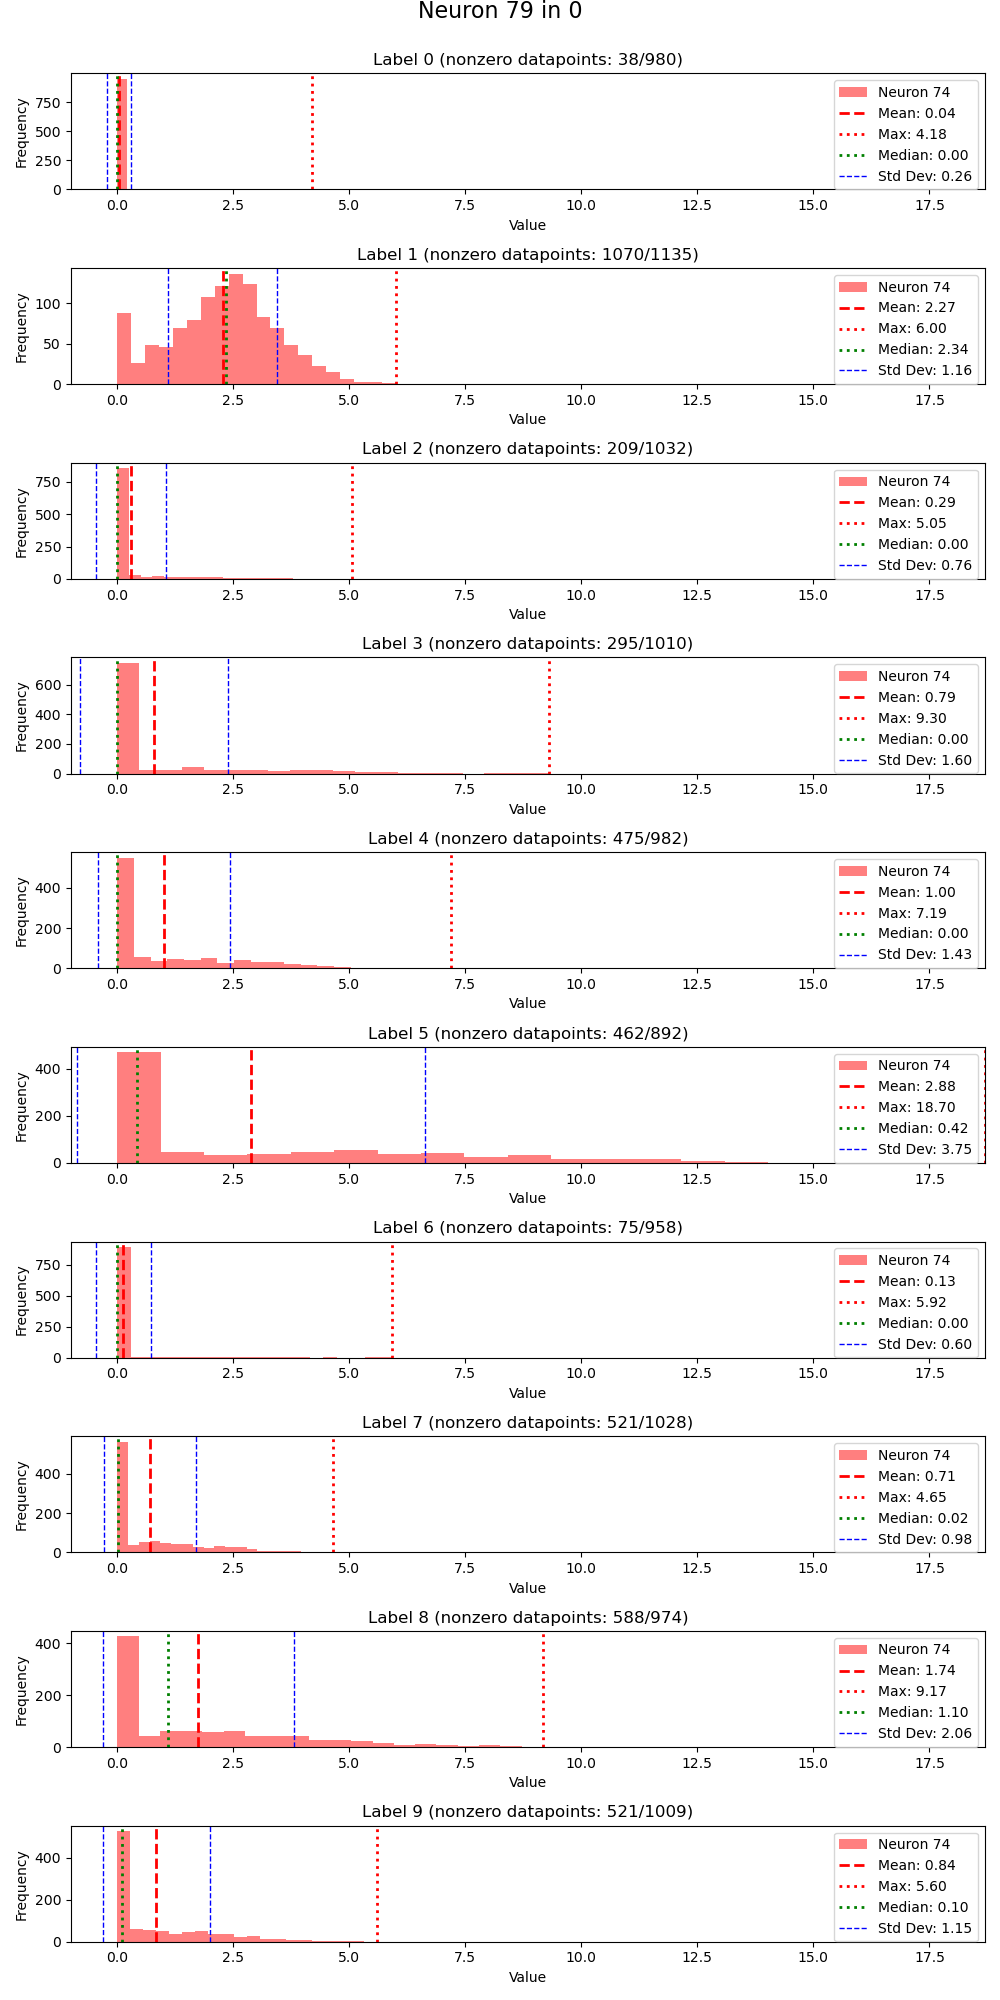 Neuron 79 in 0
Label 0 (nonzero datapoints: 38/980)
Frequency
750
500
250
0
Neuron 74
Mean: 0.04
Max: 4.18
Median: 0.00
Std Dev: 0.26
0.0 2.5 5.0 7.5 10.0 12.5 15.0 17.5
Value
Label 1 (nonzero datapoints: 1070/1135)
Frequency
100
50
0
Neuron 74
Mean: 2.27
Max: 6.00
Median: 2.34
Std Dev: 1.16
0.0 2.5 5.0 7.5 10.0 12.5 15.0 17.5
Value
Label 2 (nonzero datapoints: 209/1032)
Frequency
750
500
250
0
Neuron 74
Mean: 0.29
Max: 5.05
Median: 0.00
Std Dev: 0.76
0.0 2.5 5.0 7.5 10.0 12.5 15.0 17.5
Value
Label 3 (nonzero datapoints: 295/1010)
Frequency
600
400
200
0
Neuron 74
Mean: 0.79
Max: 9.30
Median: 0.00
Std Dev: 1.60
0.0 2.5 5.0 7.5 10.0 12.5 15.0 17.5
Value
Label 4 (nonzero datapoints: 475/982)
Frequency
400
200
0
Neuron 74
Mean: 1.00
Max: 7.19
Median: 0.00
Std Dev: 1.43
0.0 2.5 5.0 7.5 10.0 12.5 15.0 17.5
Value
Label 5 (nonzero datapoints: 462/892)
Frequency
400
200
0
Neuron 74
Mean: 2.88
Max: 18.70
Median: 0.42
Std Dev: 3.75
0.0 2.5 5.0 7.5 10.0 12.5 15.0 17.5
Value
Label 6 (nonzero datapoints: 75/958)
Frequency
750
500
250
0
Neuron 74
Mean: 0.13
Max: 5.92
Median: 0.00
Std Dev: 0.60
0.0 2.5 5.0 7.5 10.0 12.5 15.0 17.5
Value
Label 7 (nonzero datapoints: 521/1028)
Frequency
400
200
0
Neuron 74
Mean: 0.71
Max: 4.65
Median: 0.02
Std Dev: 0.98
0.0 2.5 5.0 7.5 10.0 12.5 15.0 17.5
Value
Label 8 (nonzero datapoints: 588/974)
Frequency
400
200
0
Neuron 74
Mean: 1.74
Max: 9.17
Median: 1.10
Std Dev: 2.06
0.0 2.5 5.0 7.5 10.0 12.5 15.0 17.5
Value
Label 9 (nonzero datapoints: 521/1009)
Frequency
400
200
0
Neuron 74
Mean: 0.84
Max: 5.60
Median: 0.10
Std Dev: 1.15
0.0 2.5 5.0 7.5 10.0 12.5 15.0 17.5
Value